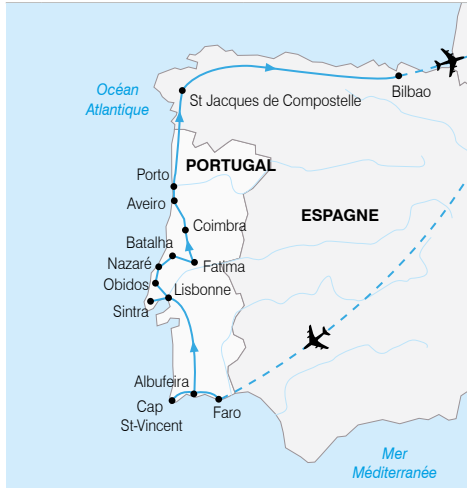 Océan
Atlantique
St Jacques de Compostelle
Bilbao
PORTUGAL
Porto
Aveiro
ESPAGNE
Coimbra
Batalha
Nazaré
Fatima
Obidos
Lisbonne
Sintra
Albufeira
Cap
St-Vincent
Faro
Mer
Méditerranée